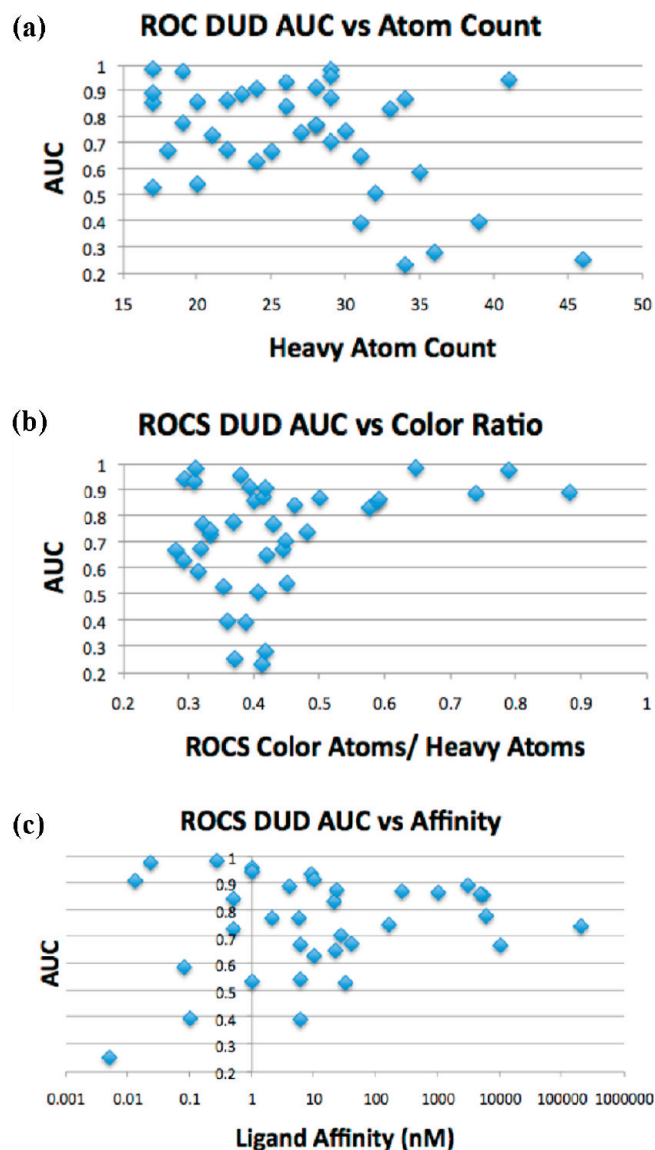 (a)
ROC DUD AUC vs Atom Count
1
0.9
0.8
0.7
0.6
0.5
0.4
0.3
0.2
AUC
15 20 25 30 35 40 45 50
Heavy Atom Count
(b)
ROCS DUD AUC vs Color Ratio
1
0.9
0.8
0.7
0.6
0.5
0.4
0.3
0.2
AUC
0.2 0.3 0.4 0.5 0.6 0.7 0.8 0.9 1
ROCS Color Atoms/ Heavy Atoms
(c)
ROCS DUD AUC vs Affinity
1
0.9
0.8
0.7
0.6
0.5
0.4
0.3
0.2
AUC
0.001 0.01 0.1 1 10 100 1000 10000 100000 1000000
Ligand Affinity (nM)